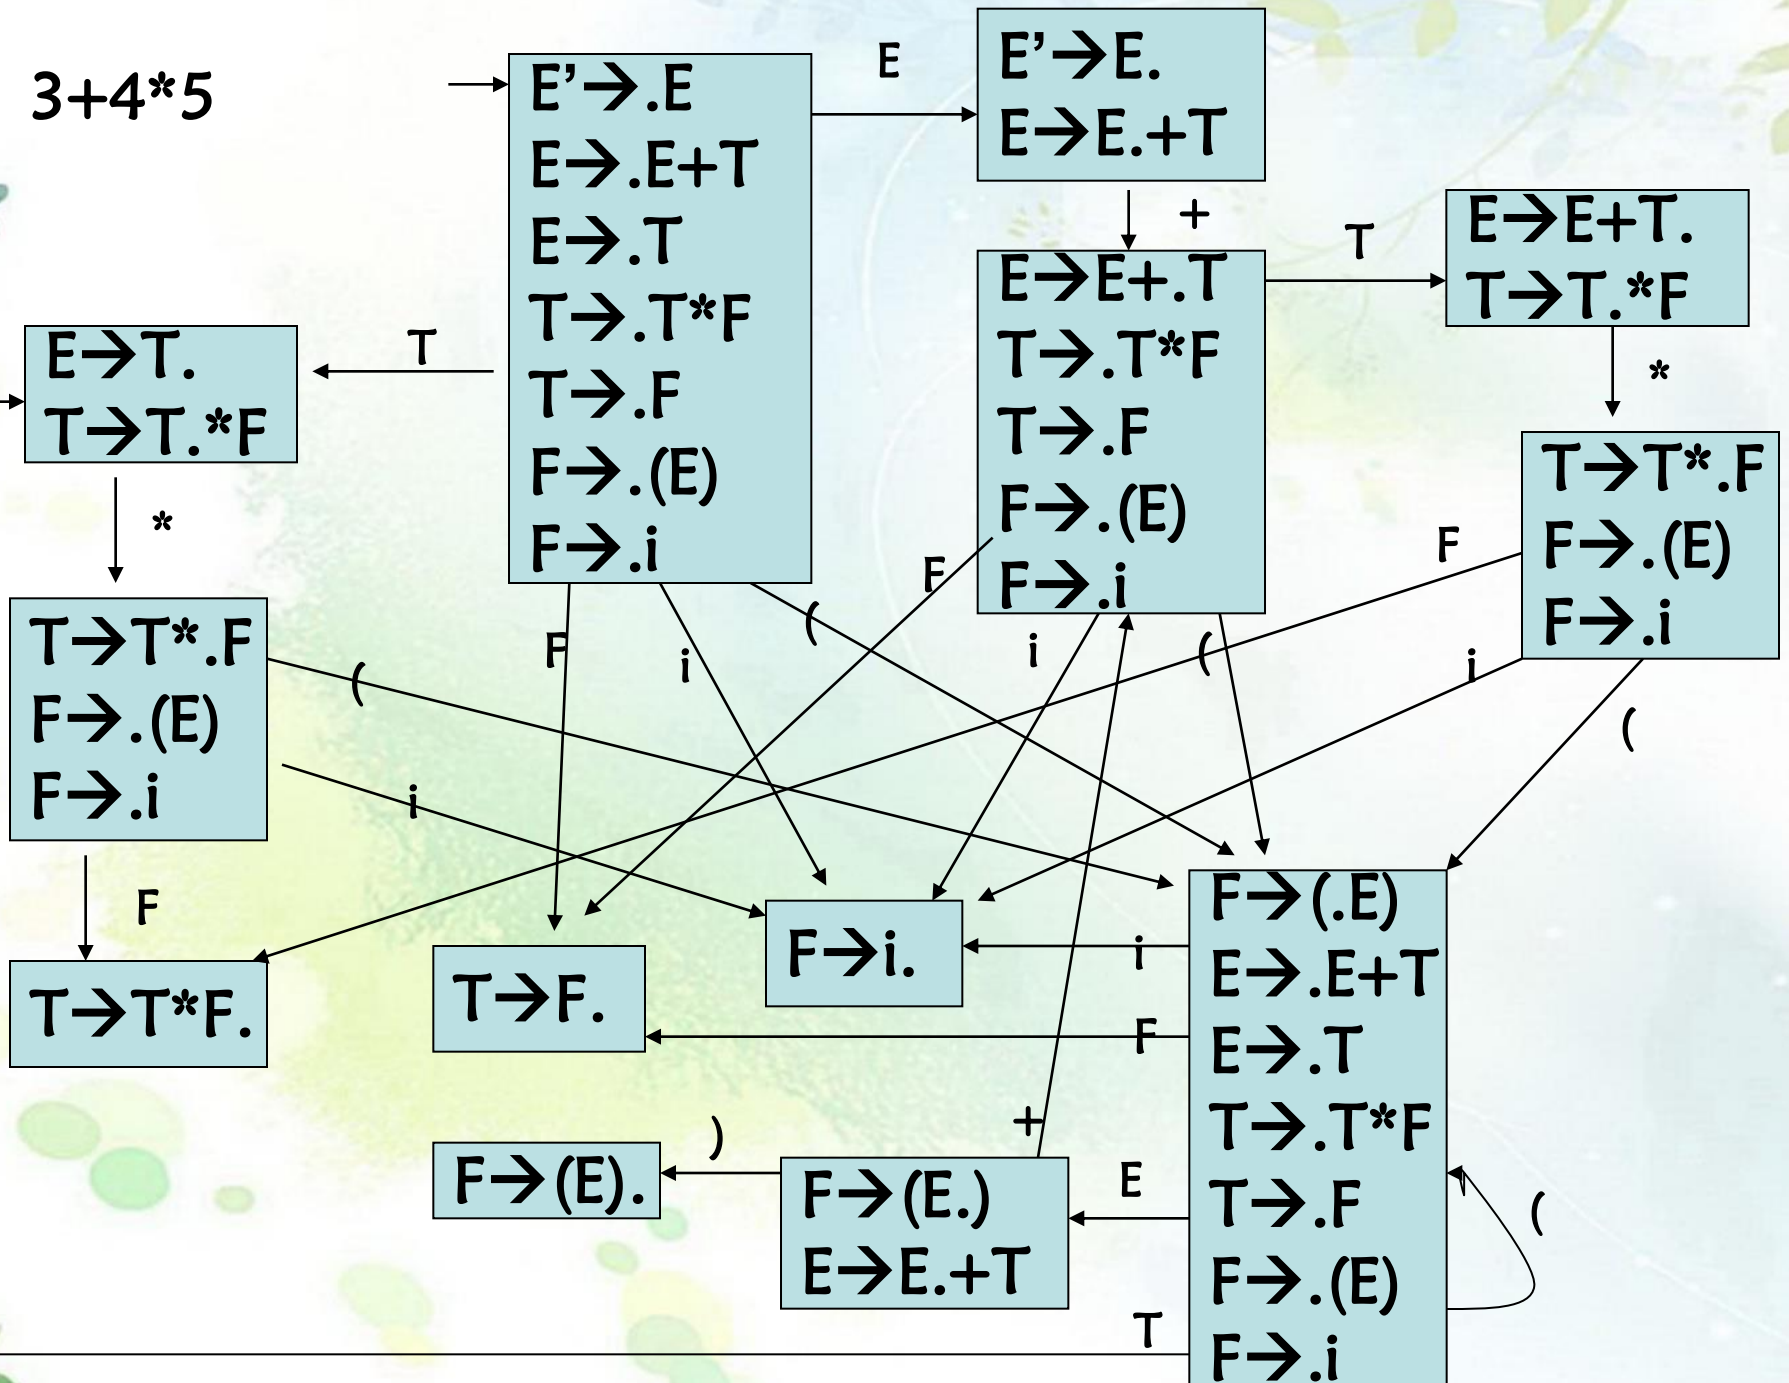 3+4*5
E’→.E
E→.E+T
E→.T
T→.T*F
T→.F
F→.(E)
F→.i
E
E’→E.
E→E.+T
+
E→E+.T
T→.T*F
T→.F
F→.(E)
F→.i
T
E→E+T.
T→T.*F
*
T→T*.F
F→.(E)
F→.i
T
E→T.
T→T.*F
*
T→T*.F
F→.(E)
F→.i
F
i
(
F
i
(
F
i
(
(
i
F
T→T*F.
T→F.
F→i.
i
F
F→(.E)
E→.E+T
E→.T
T→.T*F
T→.F
F→.(E)
F→.i
(
F→(E).
)
F→(E.)
E→E.+T
+
E
T